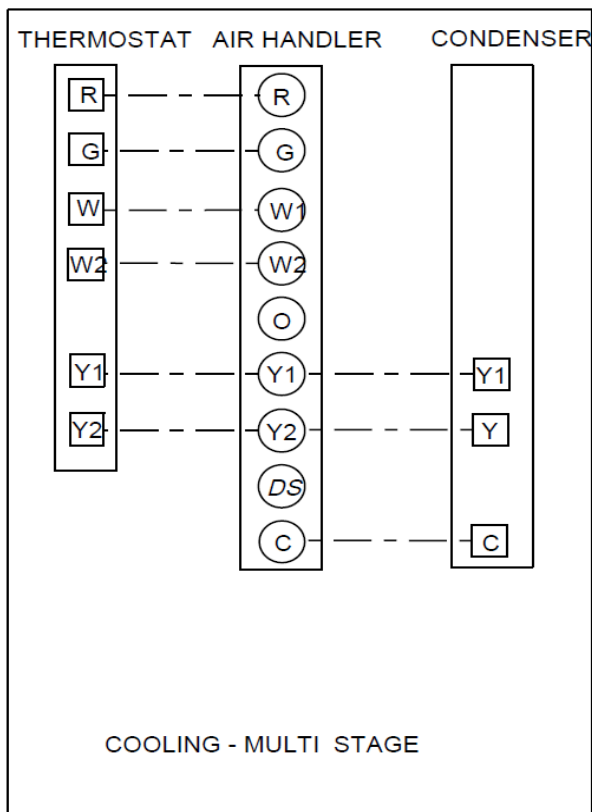 THERMOSTAT AIR HANDLER CONDENSER
R R
G G
W W1
W2 W2
O
Y1 Y1 Y1
Y2 Y2 Y
DS
C C
COOLING - MULTI STAGE